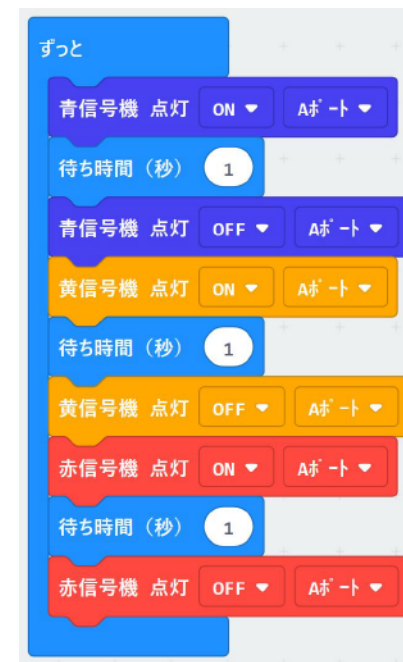 ずっと
青信号機 点灯 ON Aポート
待ち時間（秒） 1
青信号機 点灯 OFF Aポート
黄信号機 点灯 ON Aポート
待ち時間（秒） 1
黄信号機 点灯 OFF Aポート
赤信号機 点灯 ON Aポート
待ち時間（秒） 1
赤信号機 点灯 OFF Aポート